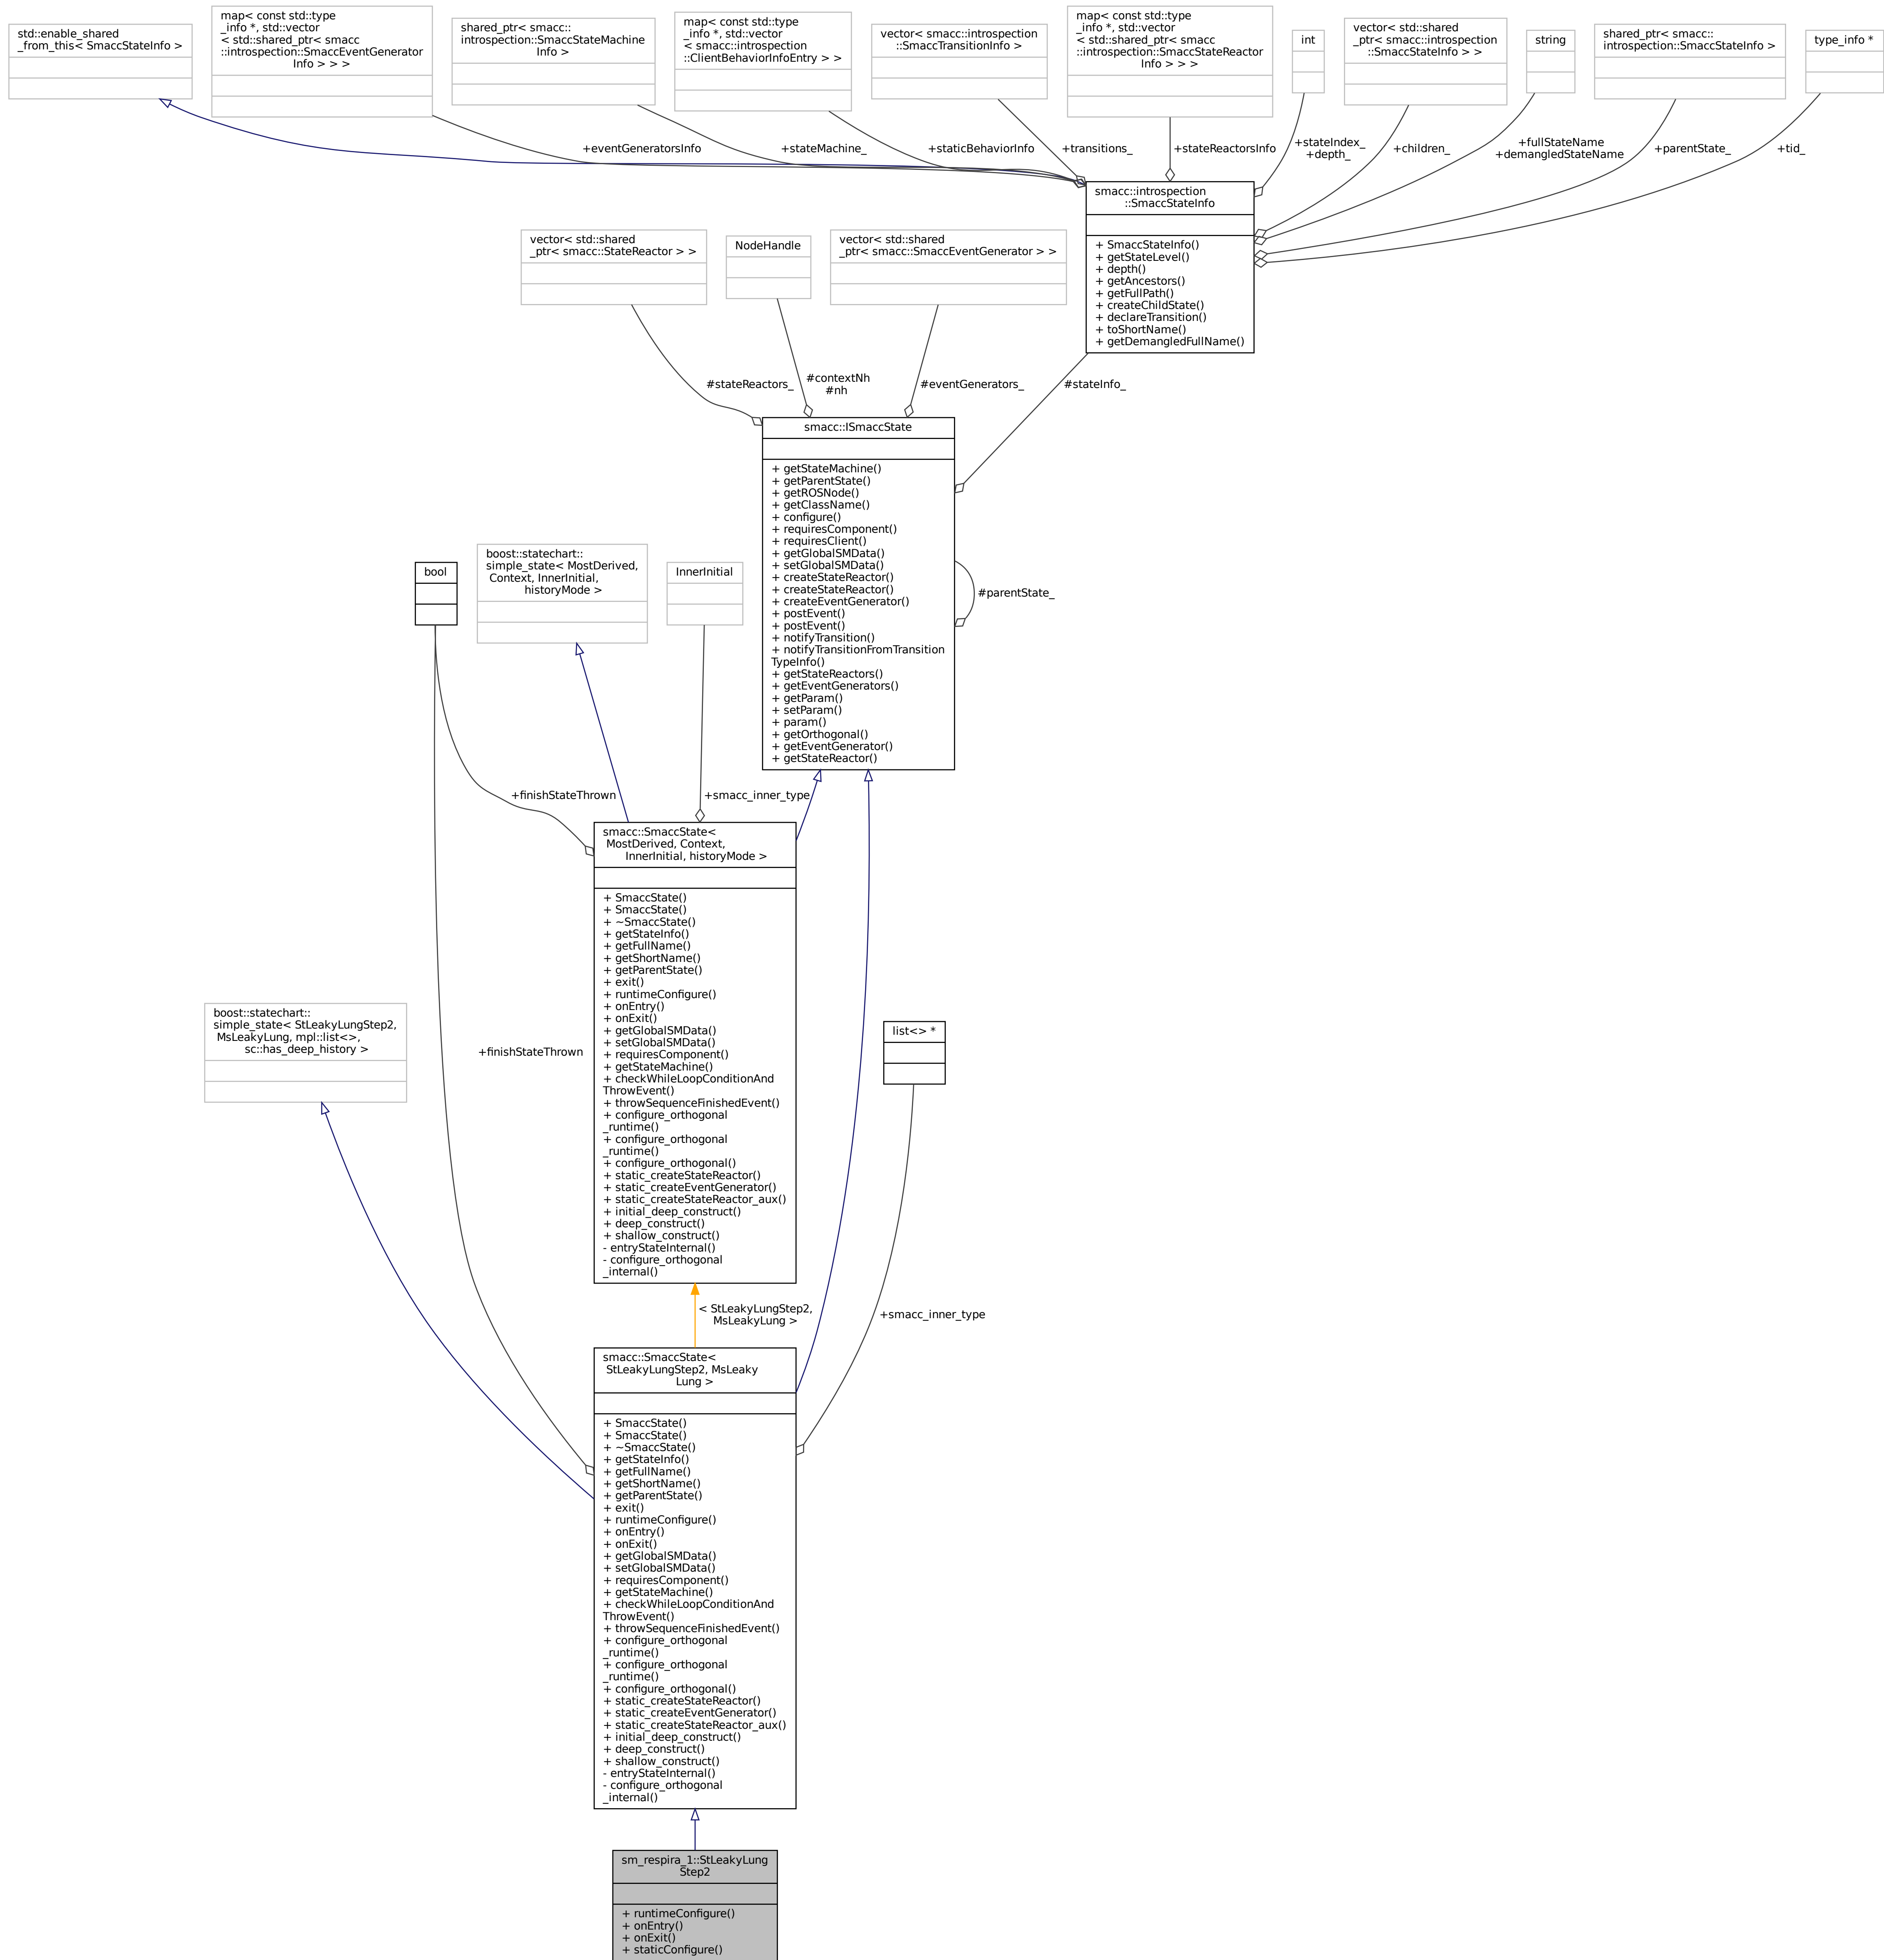 std::enable_shared
_from_this< SmaccStateInfo >
map< const std::type
_info *, std::vector
< std::shared_ptr< smacc
::introspection::SmaccEventGenerator
Info > > >
shared_ptr< smacc::
introspection::SmaccStateMachine
Info >
map< const std::type
_info *, std::vector
< smacc::introspection
::ClientBehaviorInfoEntry > >
vector< smacc::introspection
::SmaccTransitionInfo >
map< const std::type
_info *, std::vector
< std::shared_ptr< smacc
::introspection::SmaccStateReactor
Info > > >
int
vector< std::shared
_ptr< smacc::introspection
::SmaccStateInfo > >
string
shared_ptr< smacc::
introspection::SmaccStateInfo >
type_info *
+eventGeneratorsInfo
+stateMachine_
+staticBehaviorInfo
+transitions_
+stateReactorsInfo
+stateIndex_
+depth_
+children_
+fullStateName
+demangledStateName
+parentState_
+tid_
smacc::introspection
::SmaccStateInfo
+ SmaccStateInfo()
+ getStateLevel()
+ depth()
+ getAncestors()
+ getFullPath()
+ createChildState()
+ declareTransition()
+ toShortName()
+ getDemangledFullName()
vector< std::shared
_ptr< smacc::StateReactor > >
NodeHandle
vector< std::shared
_ptr< smacc::SmaccEventGenerator > >
#stateReactors_
#contextNh
#nh
#eventGenerators_
#stateInfo_
smacc::ISmaccState
+ getStateMachine()
+ getParentState()
+ getROSNode()
+ getClassName()
+ configure()
+ requiresComponent()
+ requiresClient()
+ getGlobalSMData()
+ setGlobalSMData()
+ createStateReactor()
+ createStateReactor()
+ createEventGenerator()
+ postEvent()
+ postEvent()
+ notifyTransition()
+ notifyTransitionFromTransition
TypeInfo()
+ getStateReactors()
+ getEventGenerators()
+ getParam()
+ setParam()
+ param()
+ getOrthogonal()
+ getEventGenerator()
+ getStateReactor()
#parentState_
bool
boost::statechart::
simple_state< MostDerived,
Context, InnerInitial,
historyMode >
InnerInitial
+finishStateThrown
+smacc_inner_type
smacc::SmaccState<
MostDerived, Context,
InnerInitial, historyMode >
+ SmaccState()
+ SmaccState()
+ ~SmaccState()
+ getStateInfo()
+ getFullName()
+ getShortName()
+ getParentState()
+ exit()
+ runtimeConfigure()
+ onEntry()
+ onExit()
+ getGlobalSMData()
+ setGlobalSMData()
+ requiresComponent()
+ getStateMachine()
+ checkWhileLoopConditionAnd
ThrowEvent()
+ throwSequenceFinishedEvent()
+ configure_orthogonal
_runtime()
+ configure_orthogonal
_runtime()
+ configure_orthogonal()
+ static_createStateReactor()
+ static_createEventGenerator()
+ static_createStateReactor_aux()
+ initial_deep_construct()
+ deep_construct()
+ shallow_construct()
- entryStateInternal()
- configure_orthogonal
_internal()
boost::statechart::
simple_state< StLeakyLungStep2,
MsLeakyLung, mpl::list<>,
sc::has_deep_history >
+finishStateThrown
list<> *
< StLeakyLungStep2,
MsLeakyLung >
+smacc_inner_type
smacc::SmaccState<
StLeakyLungStep2, MsLeaky
Lung >
+ SmaccState()
+ SmaccState()
+ ~SmaccState()
+ getStateInfo()
+ getFullName()
+ getShortName()
+ getParentState()
+ exit()
+ runtimeConfigure()
+ onEntry()
+ onExit()
+ getGlobalSMData()
+ setGlobalSMData()
+ requiresComponent()
+ getStateMachine()
+ checkWhileLoopConditionAnd
ThrowEvent()
+ throwSequenceFinishedEvent()
+ configure_orthogonal
_runtime()
+ configure_orthogonal
_runtime()
+ configure_orthogonal()
+ static_createStateReactor()
+ static_createEventGenerator()
+ static_createStateReactor_aux()
+ initial_deep_construct()
+ deep_construct()
+ shallow_construct()
- entryStateInternal()
- configure_orthogonal
_internal()
sm_respira_1::StLeakyLung
Step2
+ runtimeConfigure()
+ onEntry()
+ onExit()
+ staticConfigure()